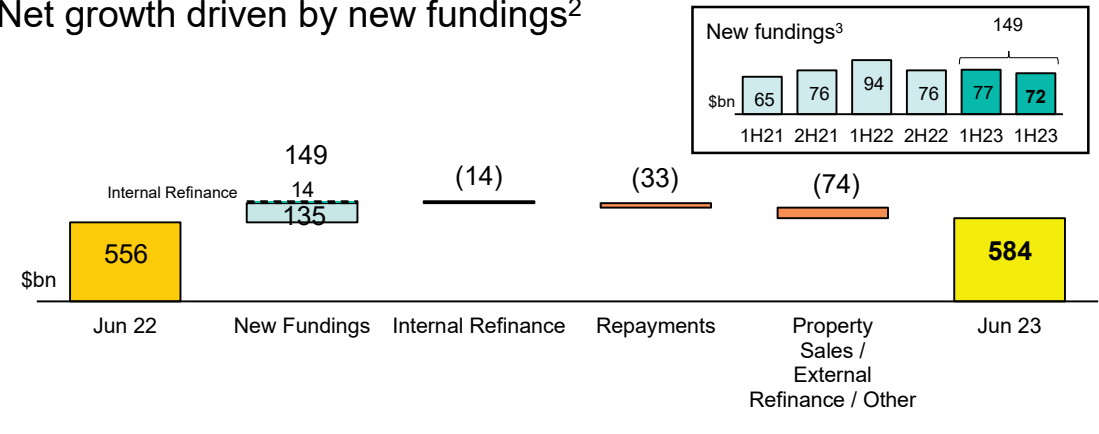 Net growth driven by new fundings²
New fundings³
149
$bn
65
76
94
76
77
72
1H21 2H21 1H22 2H22 1H23 1H23
149
Internal Refinance
14
135
(14)
(33)
(74)
556
584
$bn
Jun 22
New Fundings
Internal Refinance
Repayments
Property
Sales /
External
Refinance / Other
Jun 23